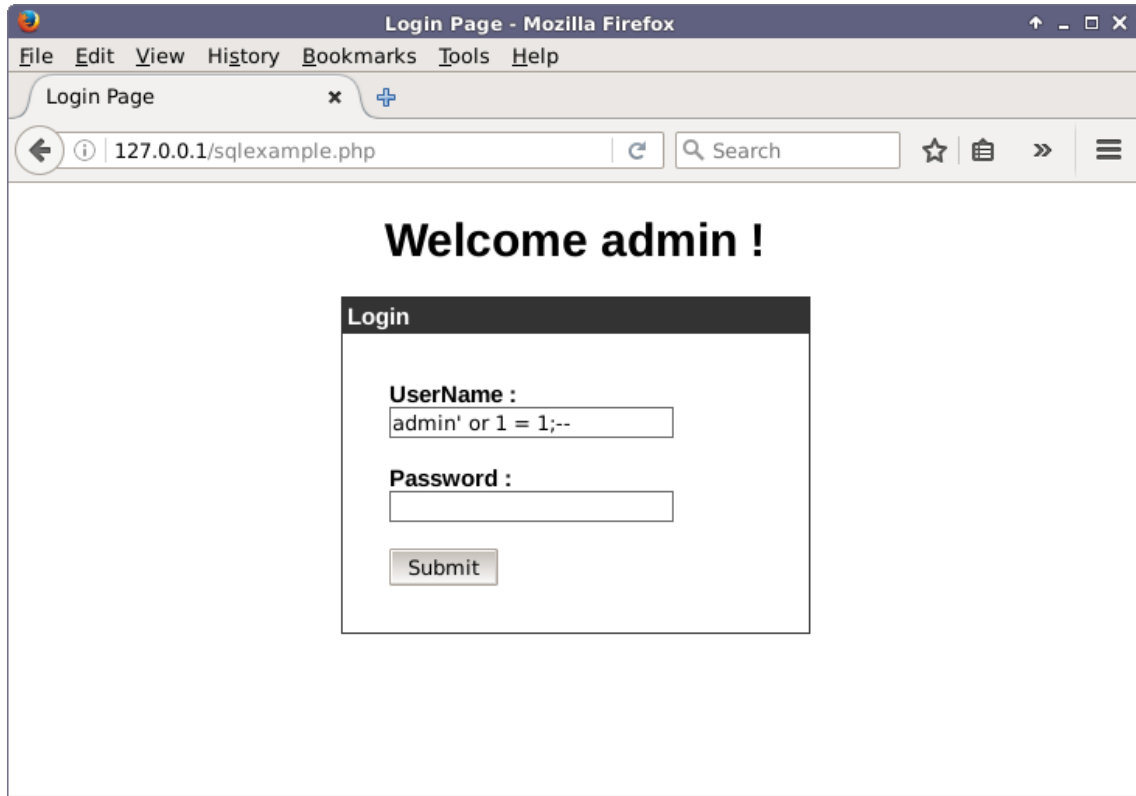 Login Page - Mozilla Firefox
File Edit View History Bookmarks Tools Help
Login Page
127.0.0.1/sqlexample.php Search
Welcome admin !
Login
UserName :
admin' or 1 = 1;--
Password :
Submit